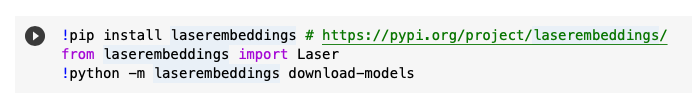 !pip install laserembeddings # https://pypi.org/project/laserembeddings/
from laserembeddings import Laser
!python -m laserembeddings download-models